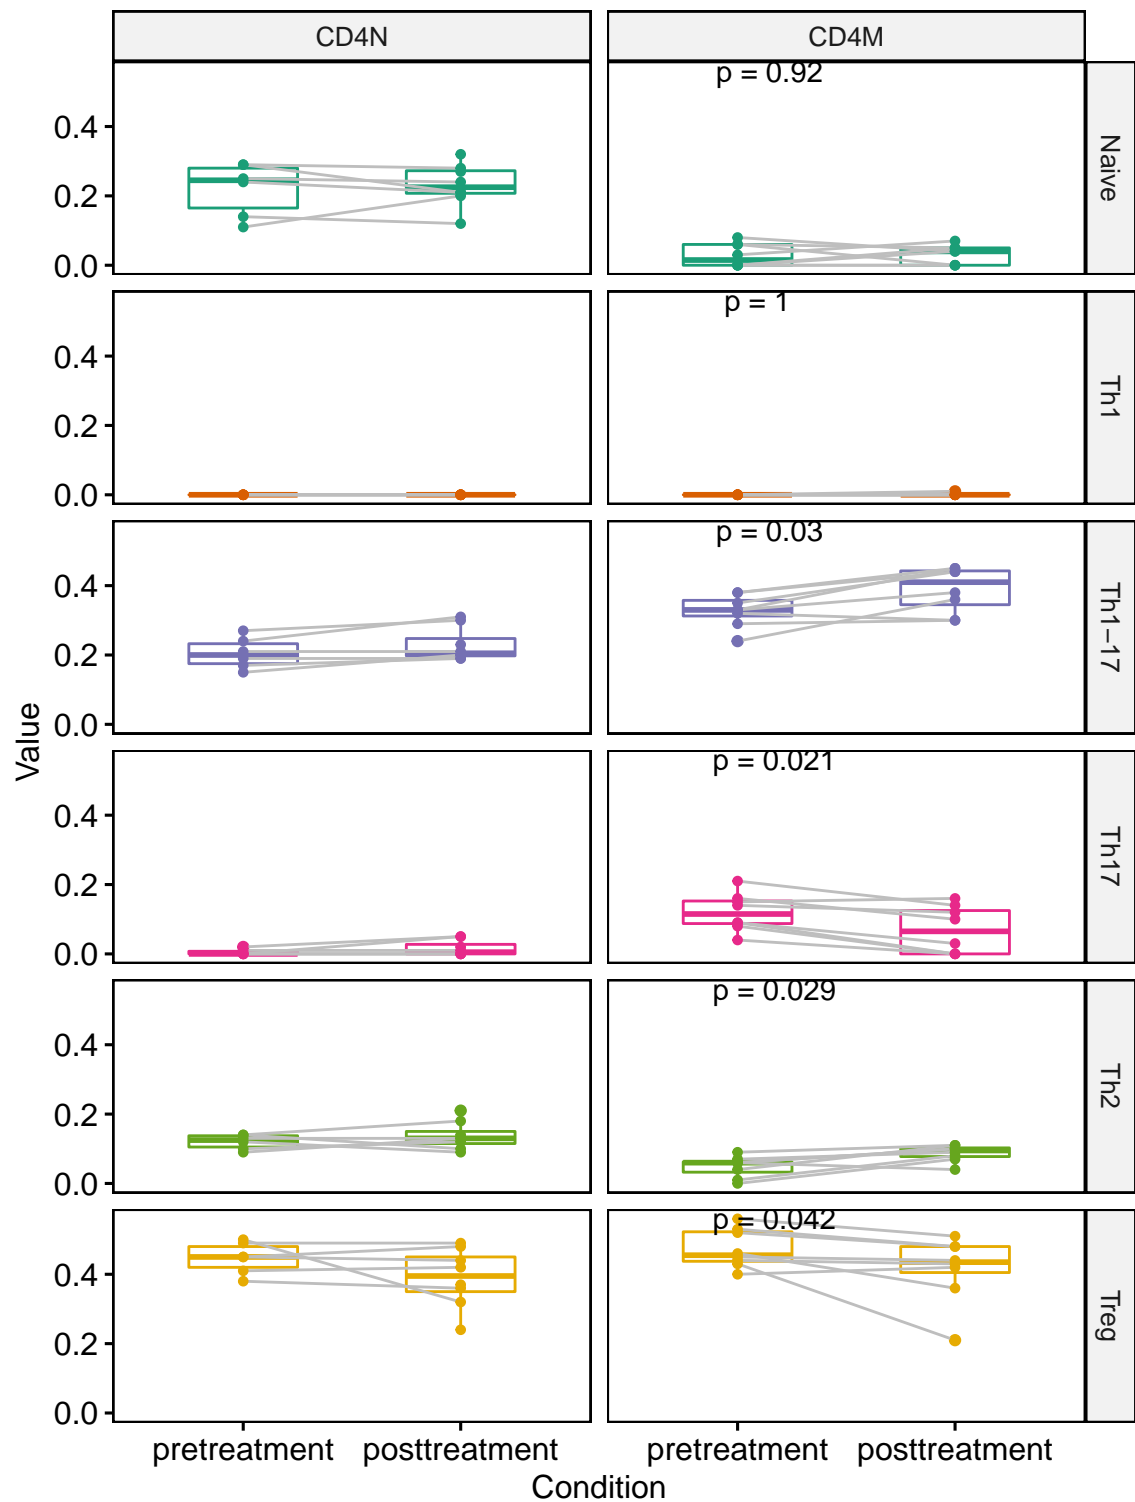 CD4N
CD4M
p = 0.92
0.4
0.2
0.0
Naive
p = 1
0.4
0.2
0.0
Th1
p = 0.03
0.4
0.2
0.0
Th1−17
Value
p = 0.021
0.4
0.2
0.0
Th17
p = 0.029
0.4
0.2
0.0
Th2
p = 0.042
0.4
0.2
0.0
Treg
pretreatment posttreatment
pretreatment posttreatment
Condition